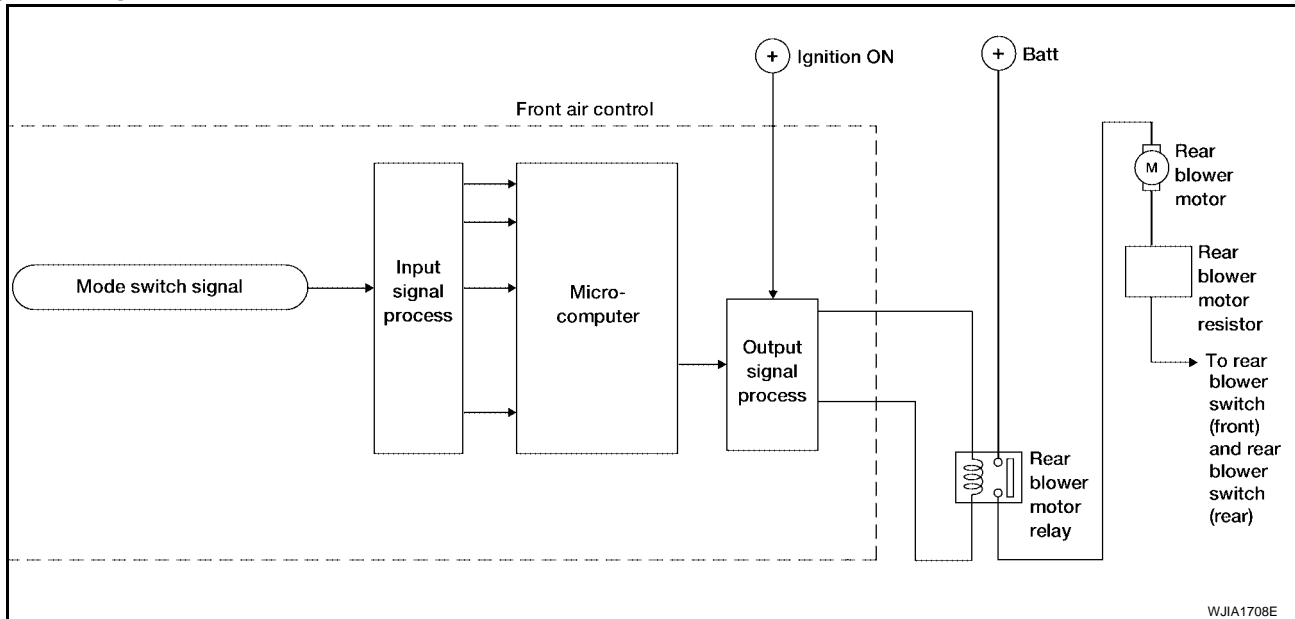 + Ignition ON
+ Batt
Front air control
Mode switch signal
Input
signal
process
Micro-
computer
Output
signal
process
Rear
blower
motor
relay
M
Rear
blower
motor
Rear
blower
motor
resistor
To rear
blower
switch
(front)
and rear
blower
switch
(rear)
WJIA1708E